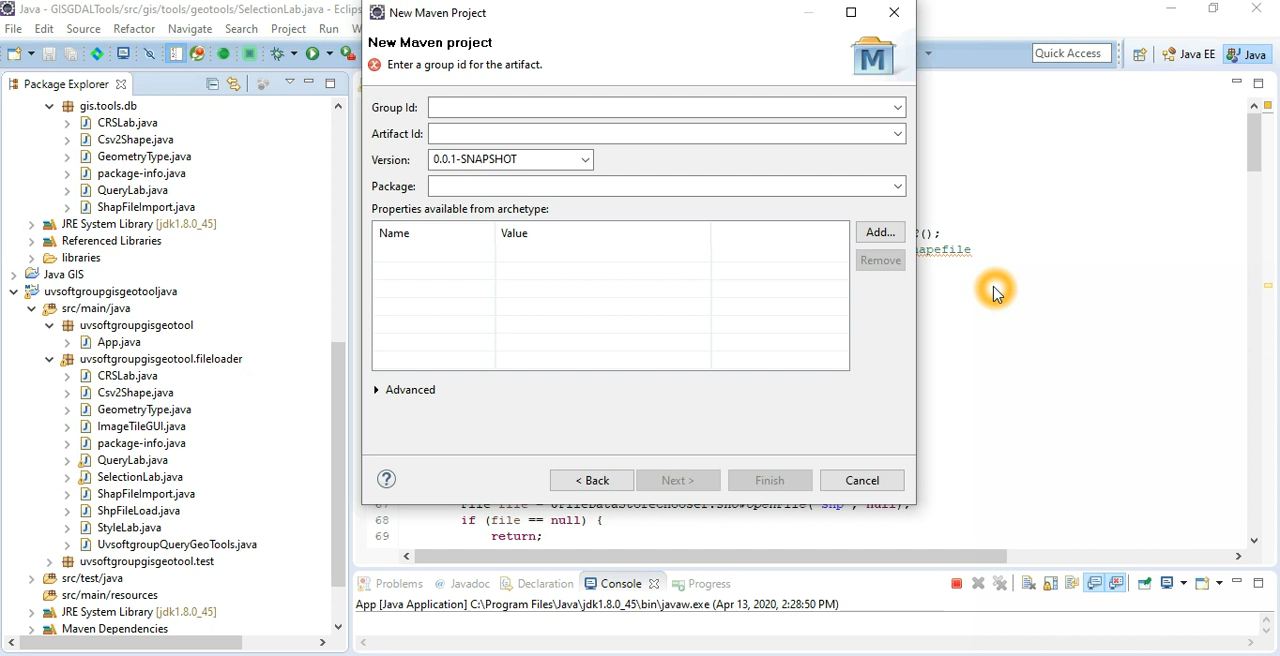 Java - GISGDALTools/src/gis/tools/geotools/SelectionLab.java - Eclips
File Edit Source Refactor Navigate Search Project Run W
Quick Access
Java EE
Java
Package Explorer
gis.tools.db
CRSLab.java
Csv2Shape.java
GeometryType.java
package-info.java
QueryLab.java
ShapFileImport.java
JRE System Library [jdk1.8.0_45]
Referenced Libraries
libraries
Java GIS
uvsoftgroupgisgeotooljava
src/main/java
uvsoftgroupgisgeotool
App.java
uvsoftgroupgisgeotool.fileloader
CRSLab.java
Csv2Shape.java
GeometryType.java
ImageTileGUI.java
package-info.java
QueryLab.java
SelectionLab.java
ShapFileImport.java
ShpFileLoad.java
StyleLab.java
UvsoftgroupQueryGeoTools.java
uvsoftgroupgisgeotool.test
src/test/java
src/main/resources
JRE System Library [jdk1.8.0_45]
Maven Dependencies
New Maven Project
New Maven project
Enter a group id for the artifact.
M
Group Id:
Artifact Id:
Version: 0.0.1-SNAPSHOT
Package:
Properties available from archetype:
Name Value
Add...
Remove
Advanced
?
< Back
Next >
Finish
Cancel
();
apefile
68 if (file == null) {
69 return;
Problems @ Javadoc Declaration Console Progress
App [Java Application] C:\Program Files\Java\jdk1.8.0_45\bin\javaw.exe (Apr 13, 2020, 2:28:50 PM)